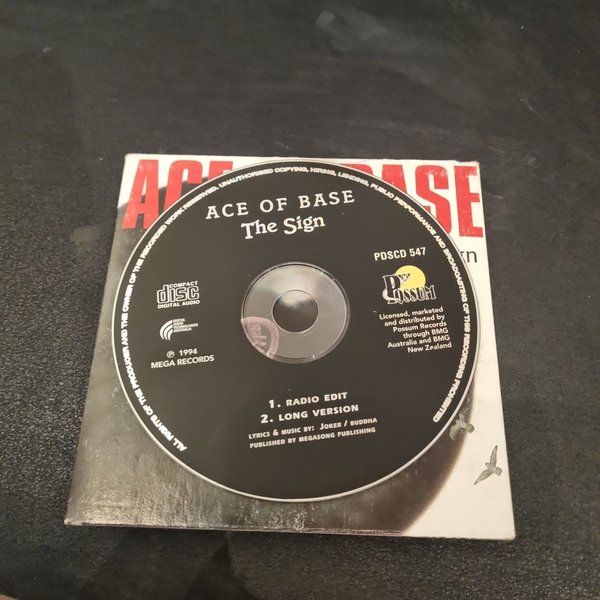 ACE OF BASE
ALL RIGHTS OF THE PRODUCER AND THE OWNER OF THE RECORDED WORK RESERVED. UNAUTHORISED COPYING, HIRING, LENDING, PUBLIC PERFORMANCE AND BROADCASTING OF THIS RECORDING PROHIBITED
ACE OF BASE
The Sign
PDSCD 547
COMPACT
disc
DIGITAL AUDIO
POSSUM
Licensed, marketed
and distributed by
Possum Records
through BMG
Australia and BMG
New Zealand
℗ 1994
MEGA RECORDS
1. RADIO EDIT
2. LONG VERSION
LYRICS & MUSIC BY: JOKER / BUDDHA
PUBLISHED BY MEGASONG PUBLISHING